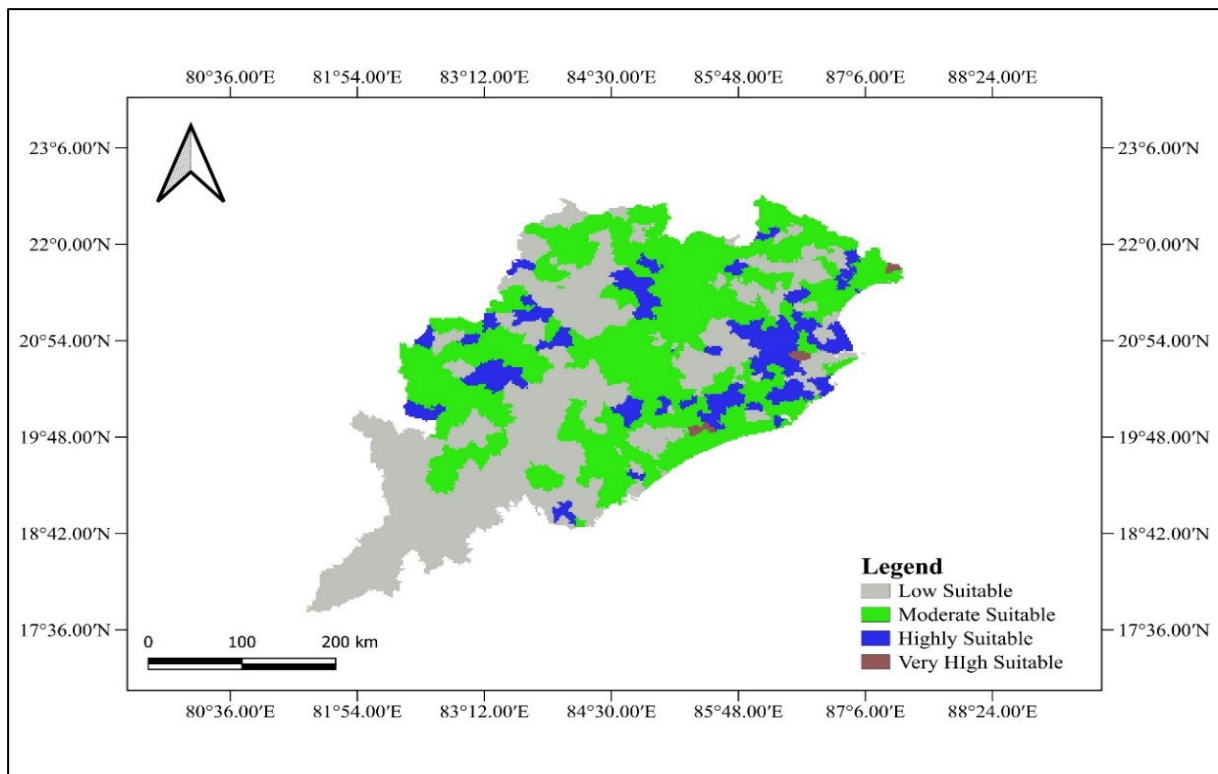 80°36.00′E 81°54.00′E 83°12.00′E 84°30.00′E 85°48.00′E 87°6.00′E 88°24.00′E
23°6.00′N 23°6.00′N
22°0.00′N 22°0.00′N
20°54.00′N 20°54.00′N
19°48.00′N 19°48.00′N
18°42.00′N 18°42.00′N
Legend
Low Suitable
Moderate Suitable
17°36.00′N 17°36.00′N
Highly Suitable
0 100 200 km
Very HIgh Suitable
80°36.00′E 81°54.00′E 83°12.00′E 84°30.00′E 85°48.00′E 87°6.00′E 88°24.00′E